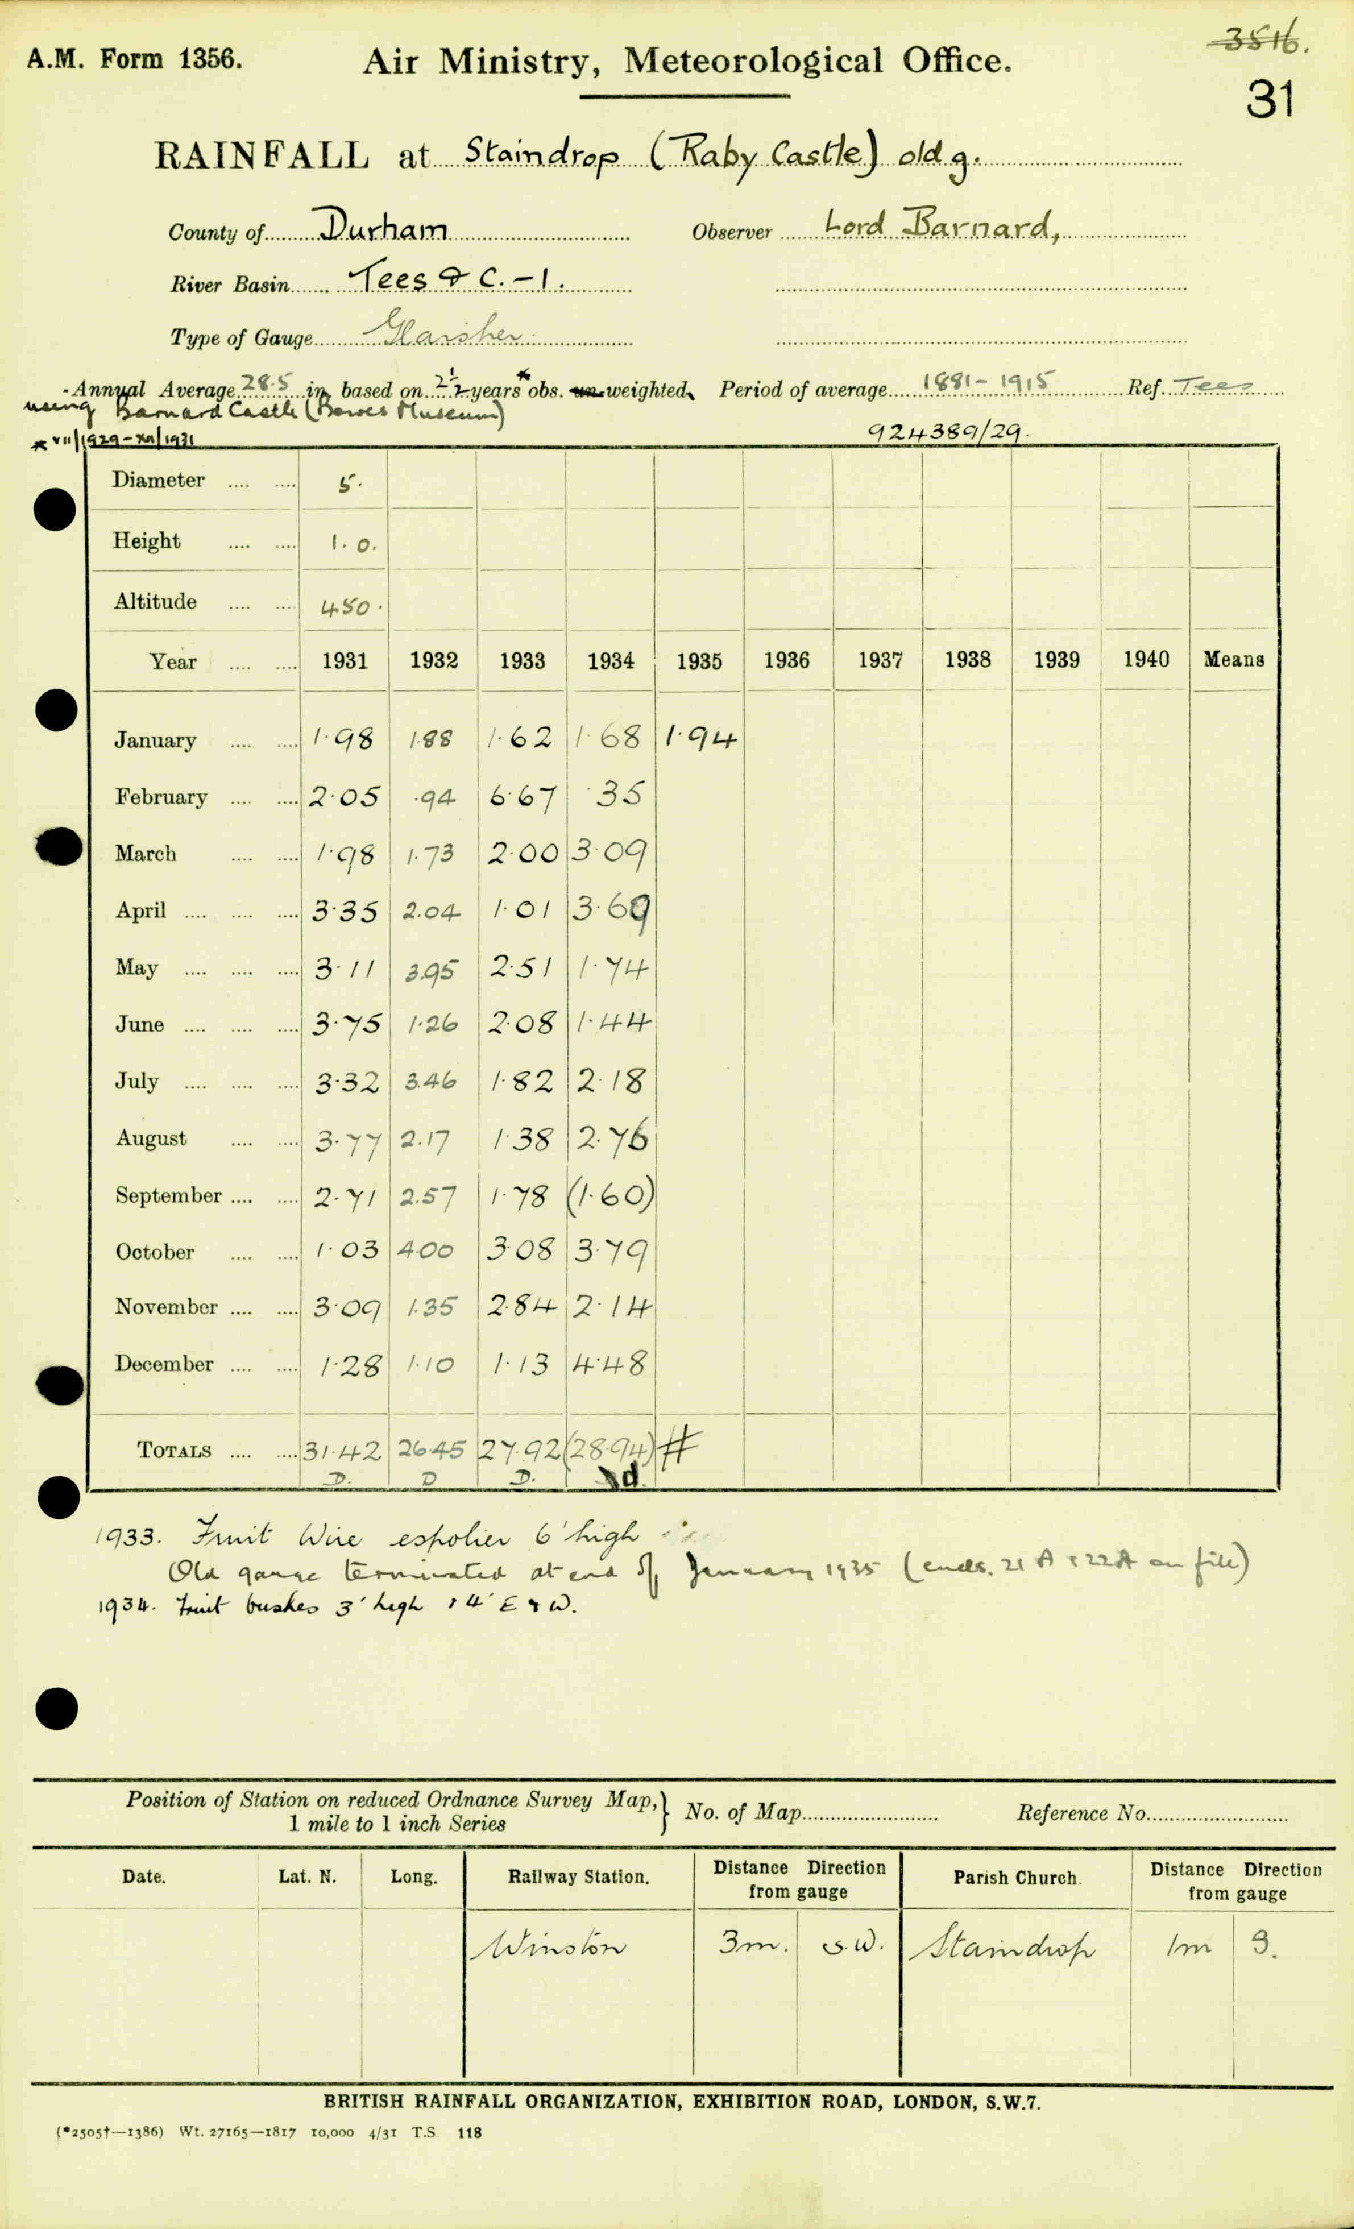 A.M. Form 1356.
Air Ministry, Meteorological Office.
3516.
31
RAINFALL at Staindrop (Raby Castle) old g.
County of Durham Observer Lord Barnard,
River Basin Tees & C.-1.
Type of Gauge Glaisher
Annual Average 28.5 in based on 2½ years* obs. un-weighted, Period of average 1881-1915 Ref. Tees
using Barnard Castle (Bowes Museum)
* VII/1929-XII/1931 924389/29.
Diameter .... .... 5.
Height .... .... 1.0.
Altitude .... .... 450.
Year .... .... 1931 1932 1933 1934 1935 1936 1937 1938 1939 1940 Means
January .... .... 1.98 1.88 1.62 1.68 1.94
February .... .... 2.05 .94 6.67 .35
March .... .... 1.98 1.73 2.00 3.09
April .... .... .... 3.35 2.04 1.01 3.69
May .... .... .... 3.11 3.95 2.51 1.74
June .... .... .... 3.75 1.26 2.08 1.44
July .... .... .... 3.32 3.46 1.82 2.18
August .... .... 3.77 2.17 1.38 2.76
September .... .... 2.71 2.57 1.78 (1.60)
October .... .... 1.03 4.00 3.08 3.79
November .... .... 3.09 1.35 2.84 2.14
December .... .... 1.28 1.10 1.13 4.48
TOTALS .... .... 31.42 26.45 27.92 (28.94) #
D. D D. d.
1933. Fruit Wire espolier 6' high
Old gauge terminated at end of January 1935 (ends. 21A & 22A on file)
1934. Fruit bushes 3' high & 4' E & W.
Position of Station on reduced Ordnance Survey Map,} No. of Map Reference No.
1 mile to 1 inch Series
Date. Lat. N. Long. Railway Station. Distance Direction from gauge Parish Church Distance Direction from gauge
Winston 3m. S.W. Staindrop 1m S.
BRITISH RAINFALL ORGANIZATION, EXHIBITION ROAD, LONDON, S.W.7.
(*2505†—1386) Wt. 27165—1817 10,000 4/31 T.S 118